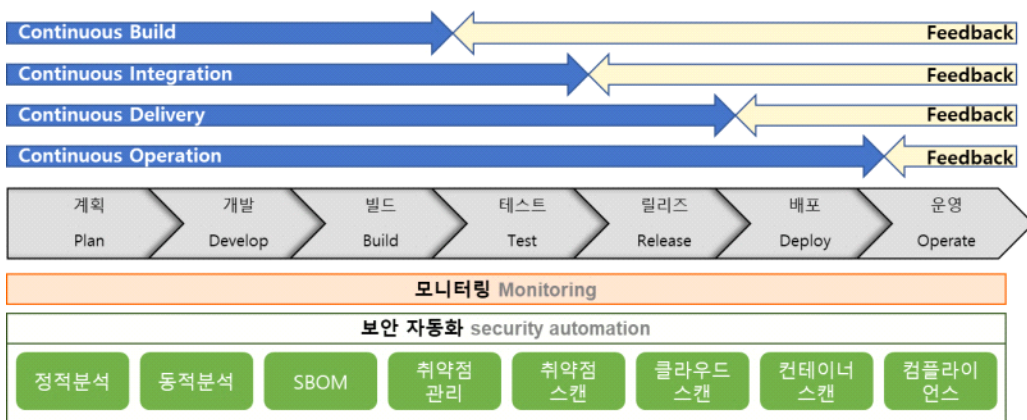 Continuous Build Feedback
Continuous Integration Feedback
Continuous Delivery Feedback
Continuous Operation Feedback
계획 개발 빌드 테스트 릴리즈 배포 운영
Plan Develop Build Test Release Deploy Operate
모니터링 Monitoring
보안 자동화 security automation
정적분석
동적분석
SBOM
취약점
관리
취약점
스캔
클라우드
스캔
컨테이너
스캔
컴플라이
언스